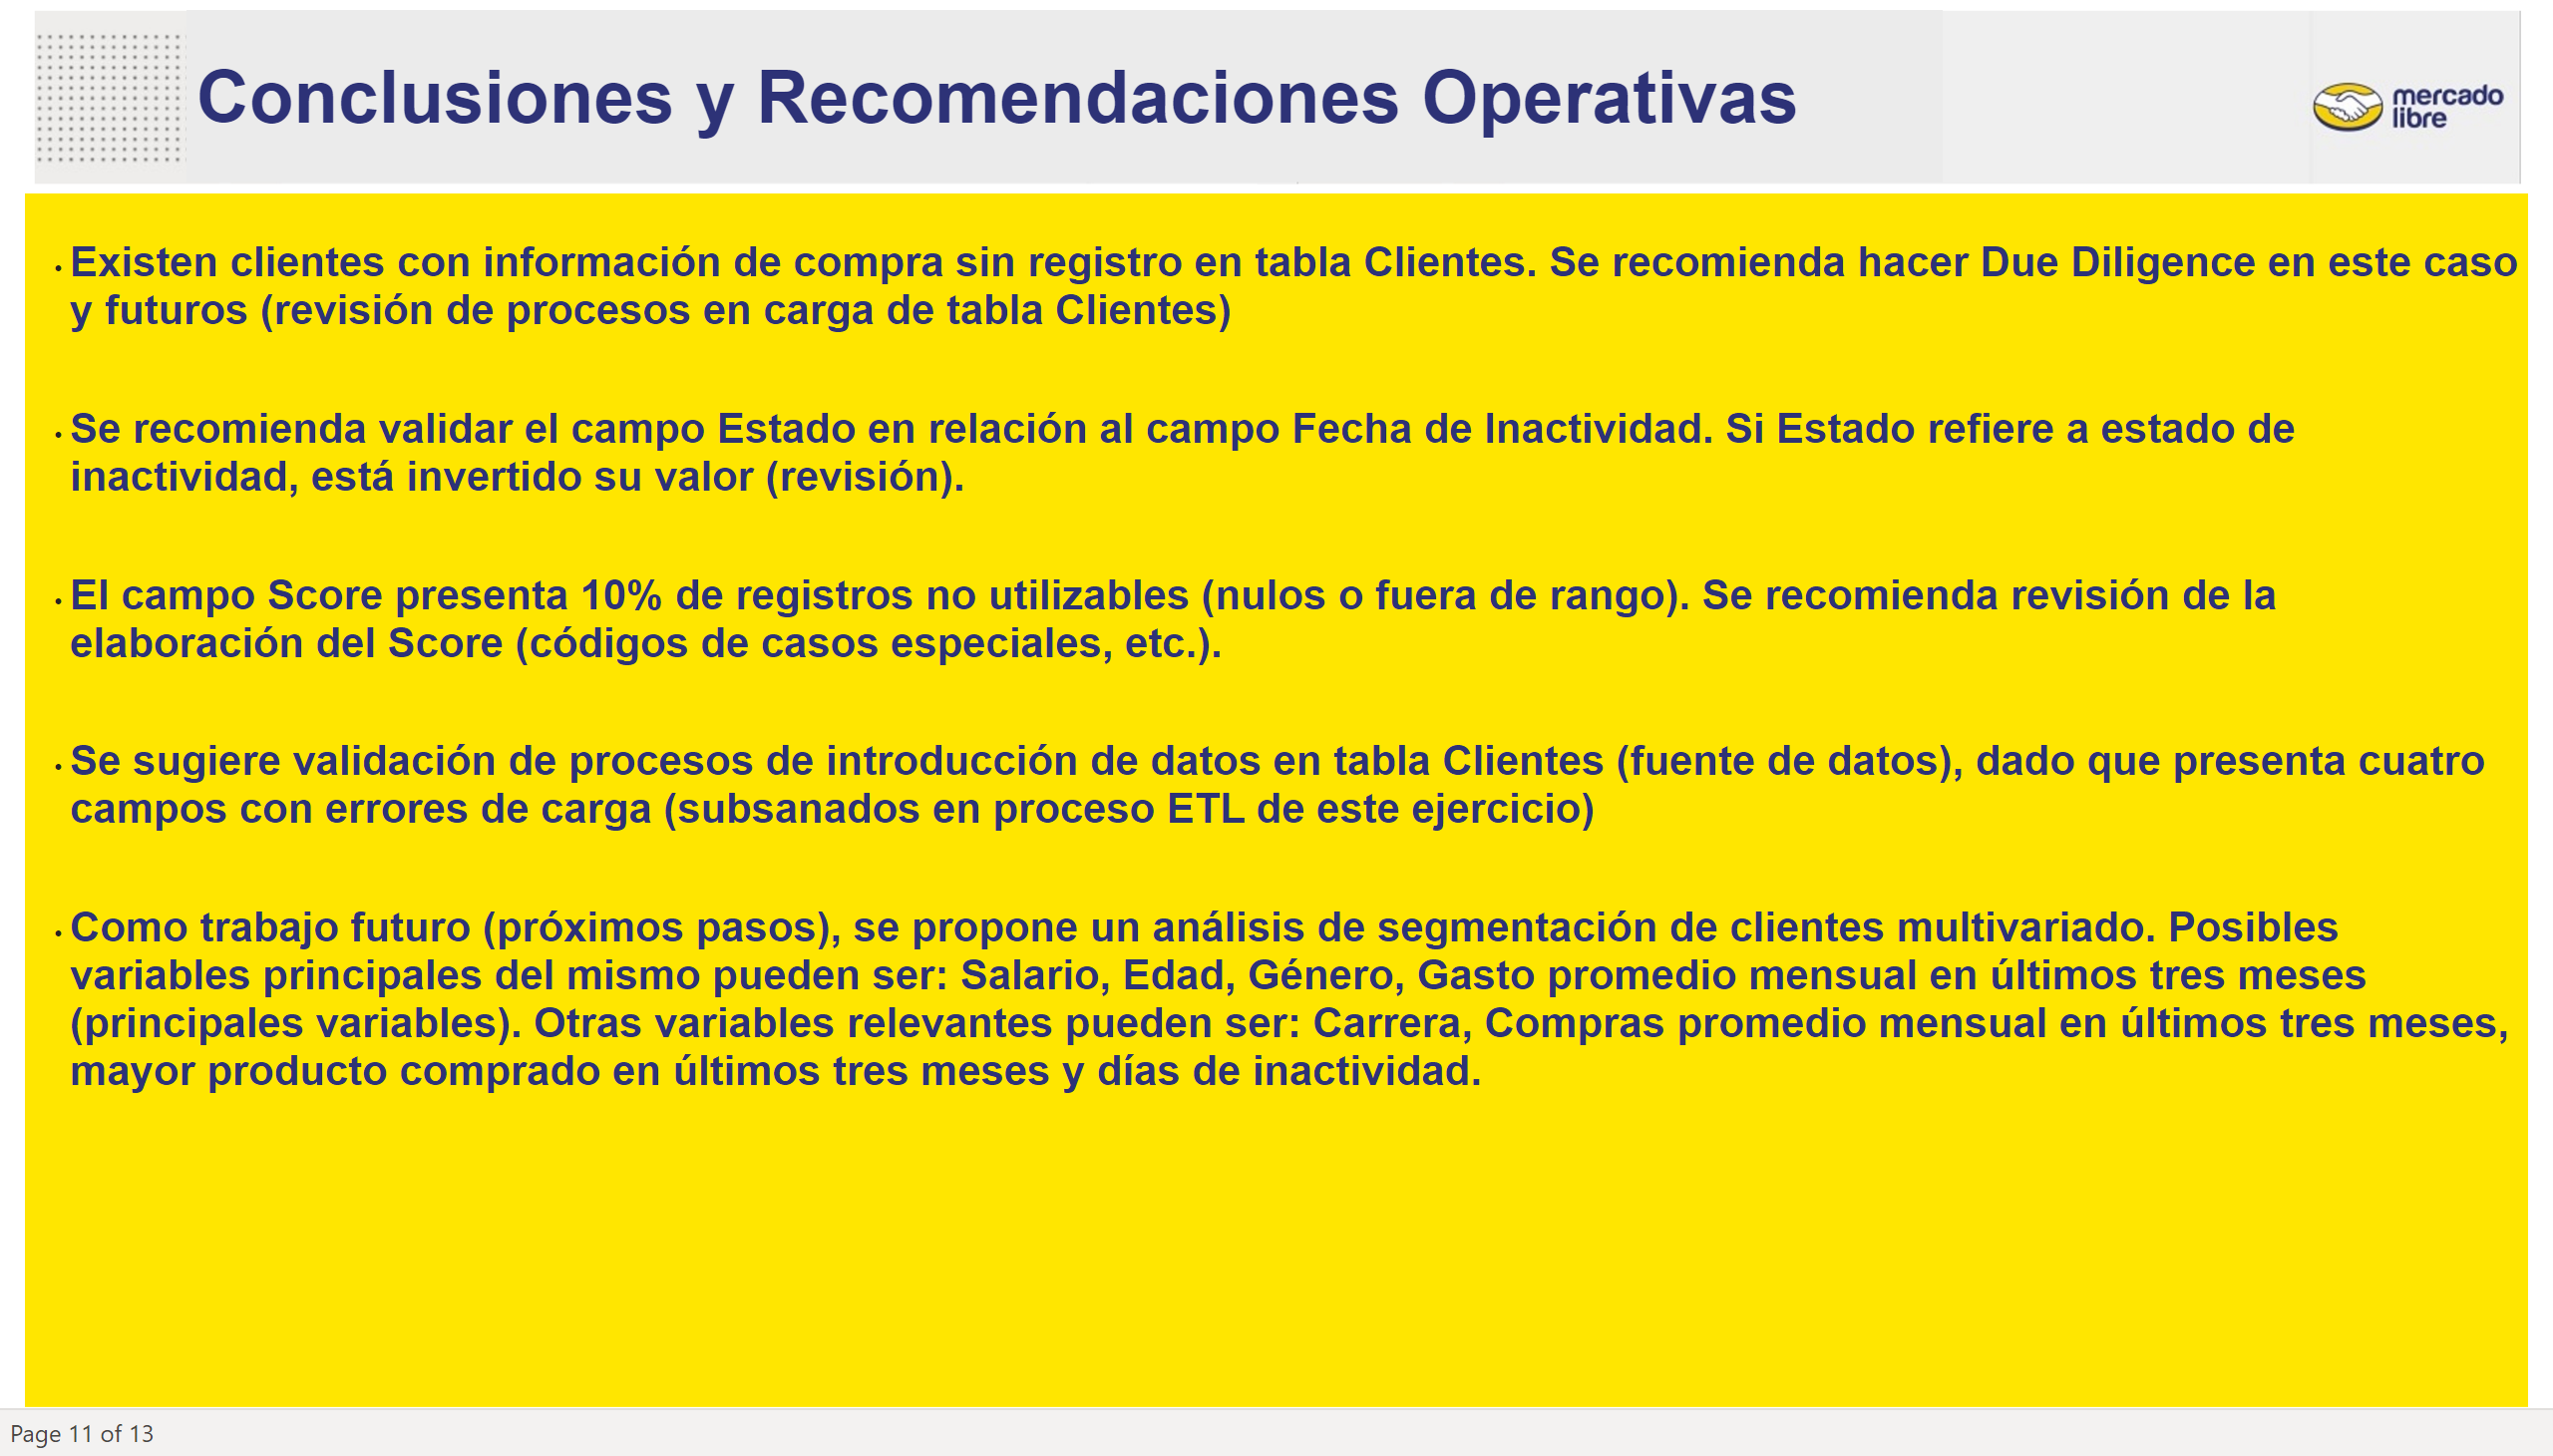 Conclusiones y Recomendaciones Operativas
mercado
libre
• Existen clientes con información de compra sin registro en tabla Clientes. Se recomienda hacer Due Diligence en este caso
y futuros (revisión de procesos en carga de tabla Clientes)
• Se recomienda validar el campo Estado en relación al campo Fecha de Inactividad. Si Estado refiere a estado de
inactividad, está invertido su valor (revisión).
• El campo Score presenta 10% de registros no utilizables (nulos o fuera de rango). Se recomienda revisión de la
elaboración del Score (códigos de casos especiales, etc.).
• Se sugiere validación de procesos de introducción de datos en tabla Clientes (fuente de datos), dado que presenta cuatro
campos con errores de carga (subsanados en proceso ETL de este ejercicio)
• Como trabajo futuro (próximos pasos), se propone un análisis de segmentación de clientes multivariado. Posibles
variables principales del mismo pueden ser: Salario, Edad, Género, Gasto promedio mensual en últimos tres meses
(principales variables). Otras variables relevantes pueden ser: Carrera, Compras promedio mensual en últimos tres meses,
mayor producto comprado en últimos tres meses y días de inactividad.
Page 11 of 13